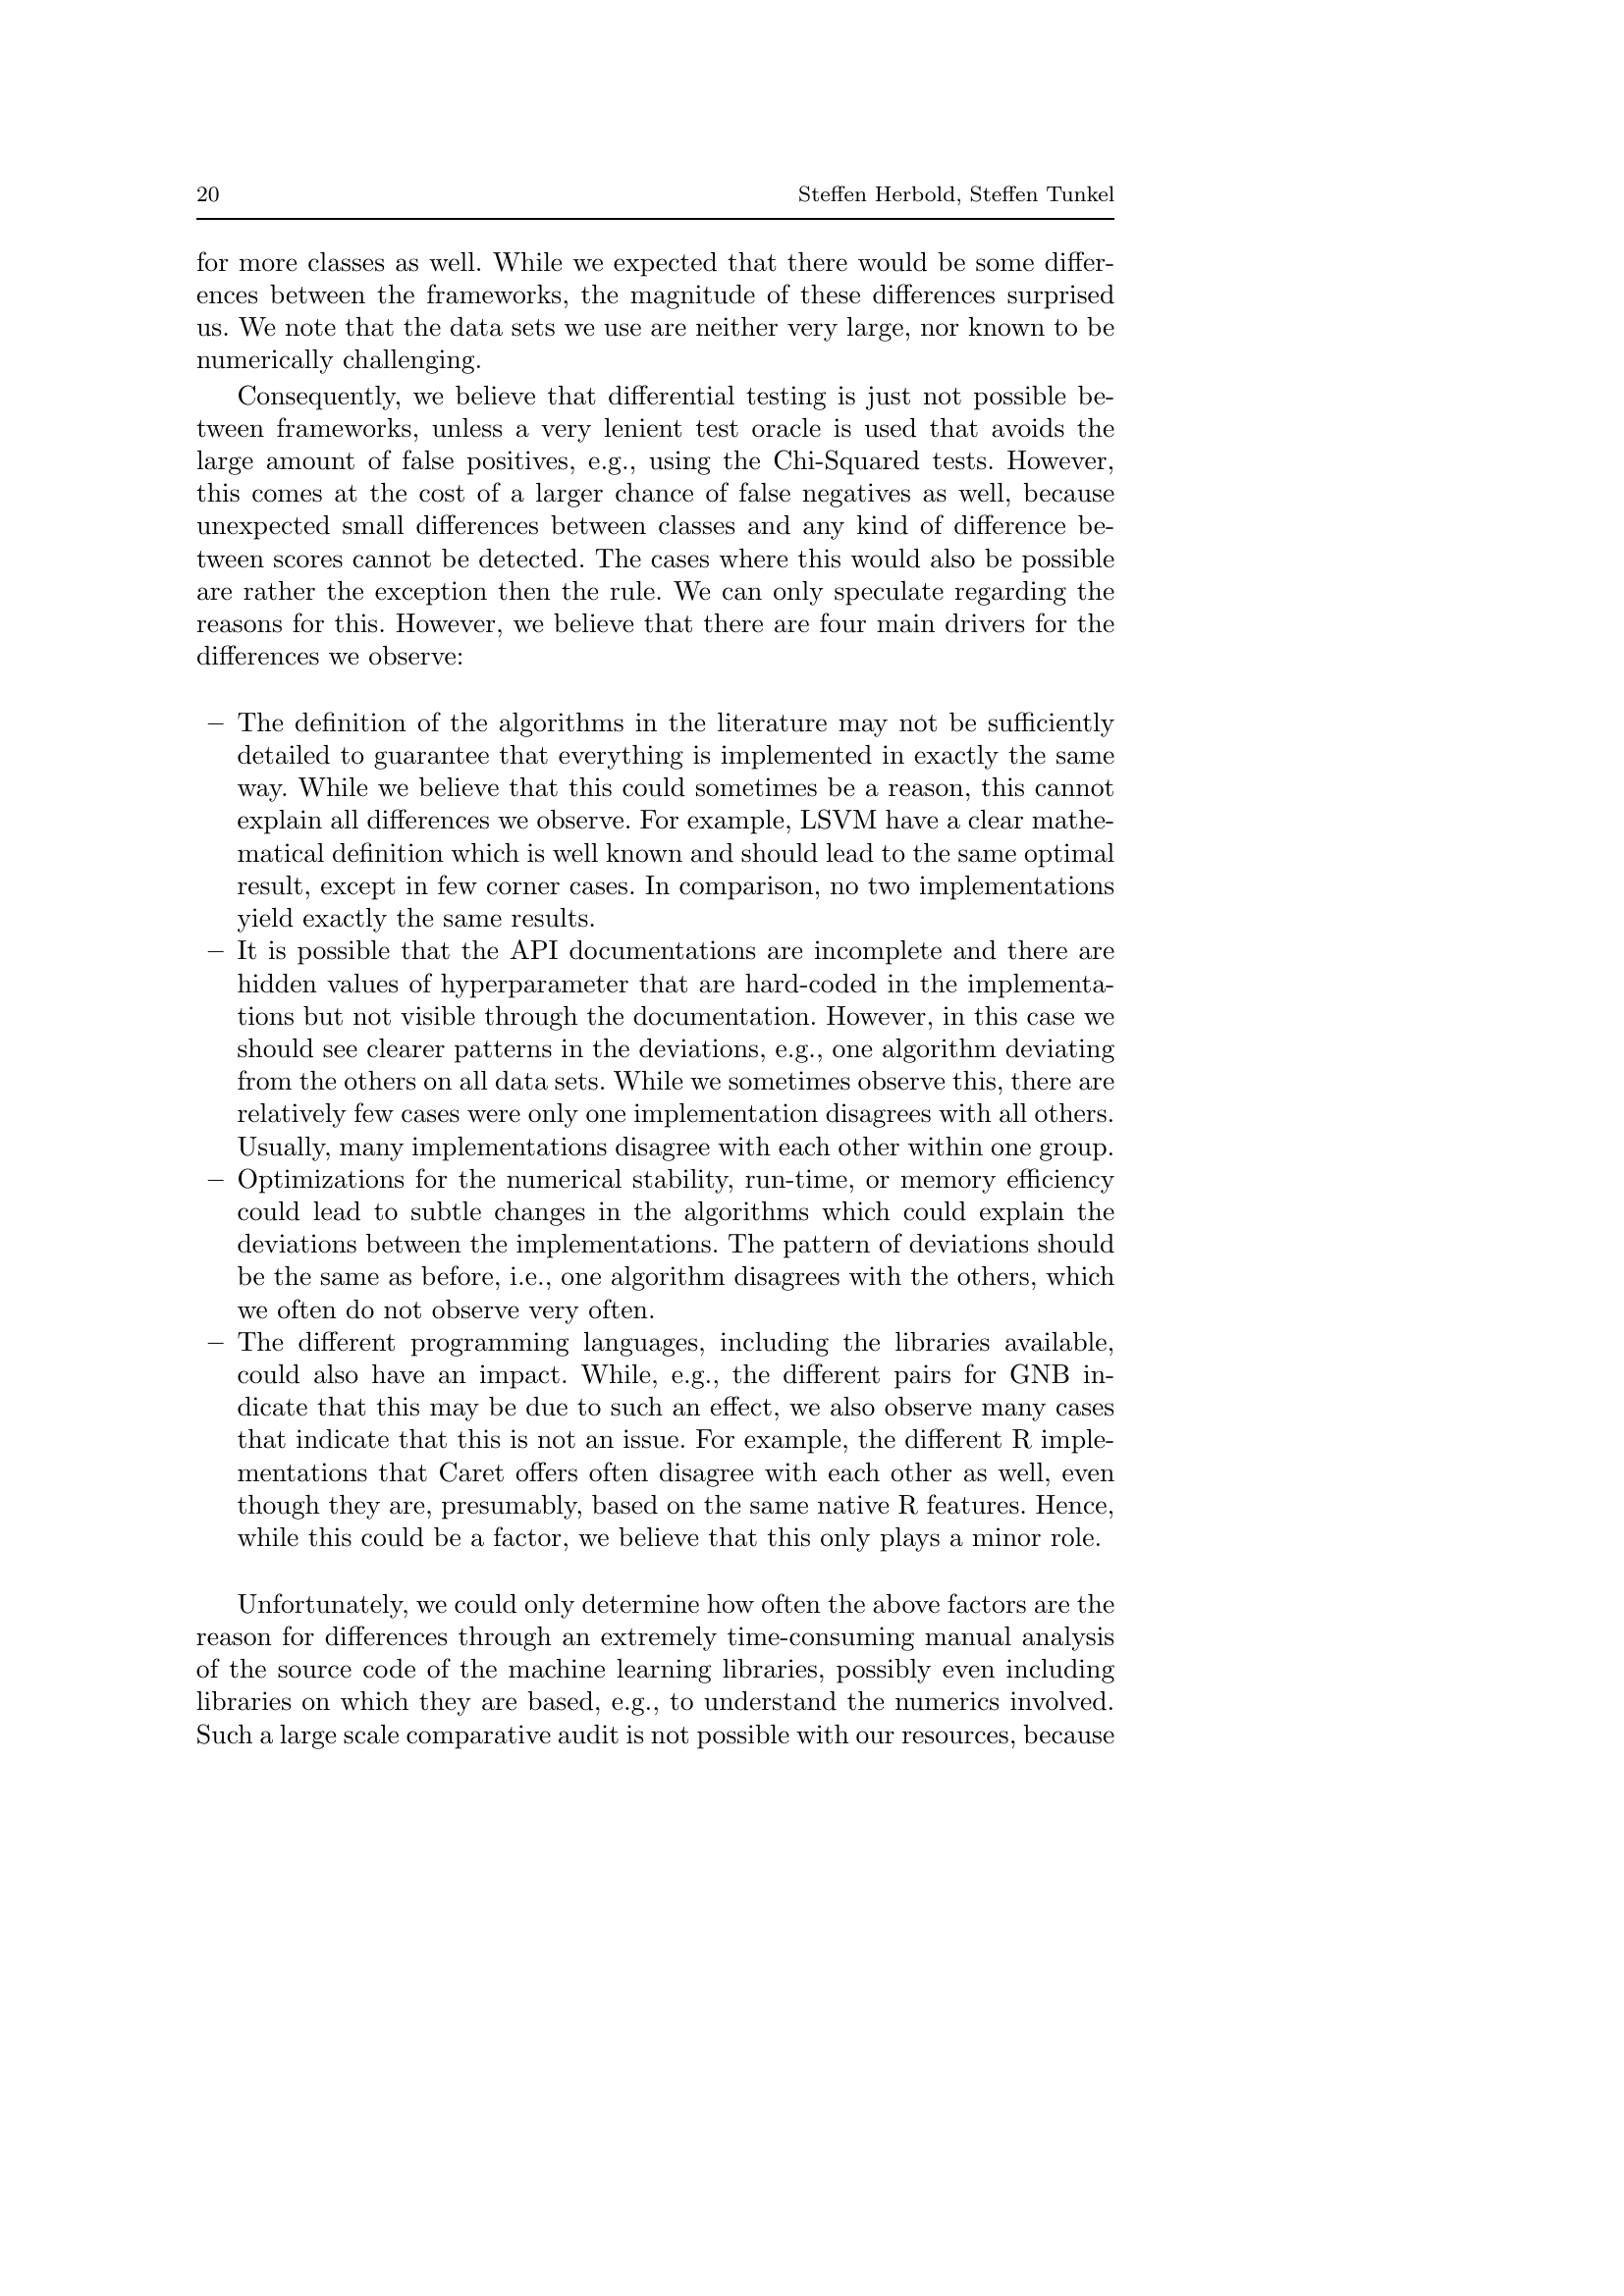 20
Steffen Herbold, Steffen Tunkel
for more classes as well. While we expected that there would be some differ-
ences between the frameworks, the magnitude of these differences surprised
us. We note that the data sets we use are neither very large, nor known to be
numerically challenging.
Consequently, we believe that differential testing is just not possible be-
tween frameworks, unless a very lenient test oracle is used that avoids the
large amount of false positives, e.g., using the Chi-Squared tests. However,
this comes at the cost of a larger chance of false negatives as well, because
unexpected small differences between classes and any kind of difference be-
tween scores cannot be detected. The cases where this would also be possible
are rather the exception then the rule. We can only speculate regarding the
reasons for this. However, we believe that there are four main drivers for the
differences we observe:
– The definition of the algorithms in the literature may not be sufficiently
detailed to guarantee that everything is implemented in exactly the same
way. While we believe that this could sometimes be a reason, this cannot
explain all differences we observe. For example, LSVM have a clear mathe-
matical definition which is well known and should lead to the same optimal
result, except in few corner cases. In comparison, no two implementations
yield exactly the same results.
– It is possible that the API documentations are incomplete and there are
hidden values of hyperparameter that are hard-coded in the implementa-
tions but not visible through the documentation. However, in this case we
should see clearer patterns in the deviations, e.g., one algorithm deviating
from the others on all data sets. While we sometimes observe this, there are
relatively few cases were only one implementation disagrees with all others.
Usually, many implementations disagree with each other within one group.
– Optimizations for the numerical stability, run-time, or memory efficiency
could lead to subtle changes in the algorithms which could explain the
deviations between the implementations. The pattern of deviations should
be the same as before, i.e., one algorithm disagrees with the others, which
we often do not observe very often.
– The different programming languages, including the libraries available,
could also have an impact. While, e.g., the different pairs for GNB in-
dicate that this may be due to such an effect, we also observe many cases
that indicate that this is not an issue. For example, the different R imple-
mentations that Caret offers often disagree with each other as well, even
though they are, presumably, based on the same native R features. Hence,
while this could be a factor, we believe that this only plays a minor role.
Unfortunately, we could only determine how often the above factors are the
reason for differences through an extremely time-consuming manual analysis
of the source code of the machine learning libraries, possibly even including
libraries on which they are based, e.g., to understand the numerics involved.
Such a large scale comparative audit is not possible with our resources, because